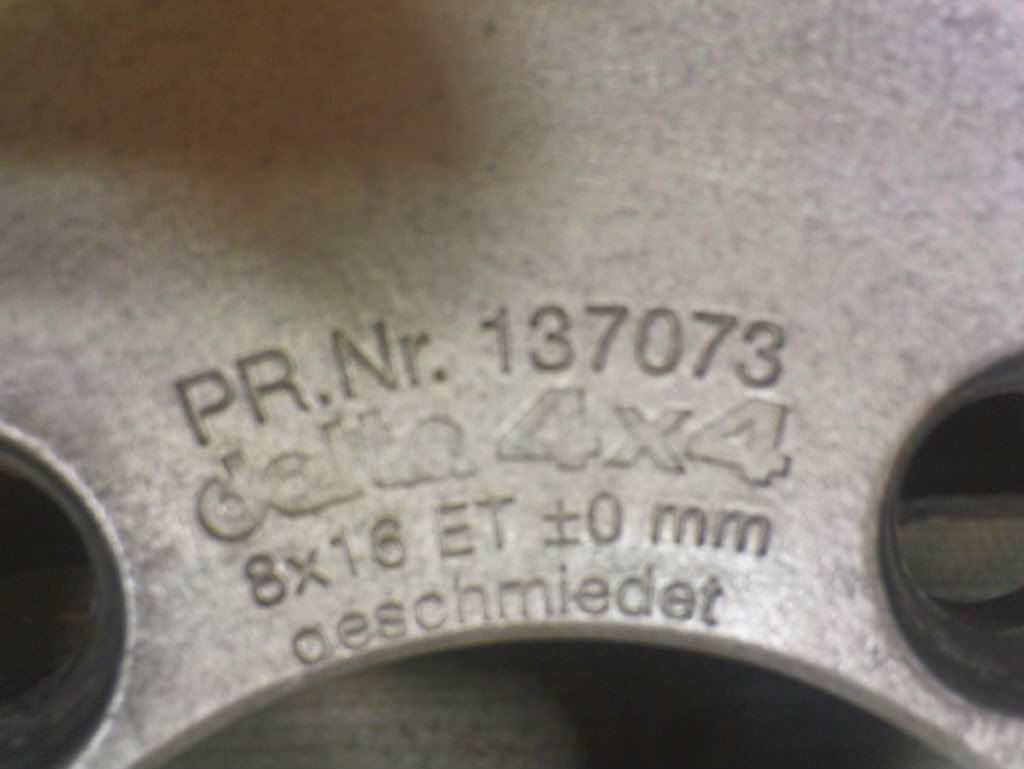 PR.Nr. 137073
delta 4x4
8x16 ET ±0 mm
geschmiedet